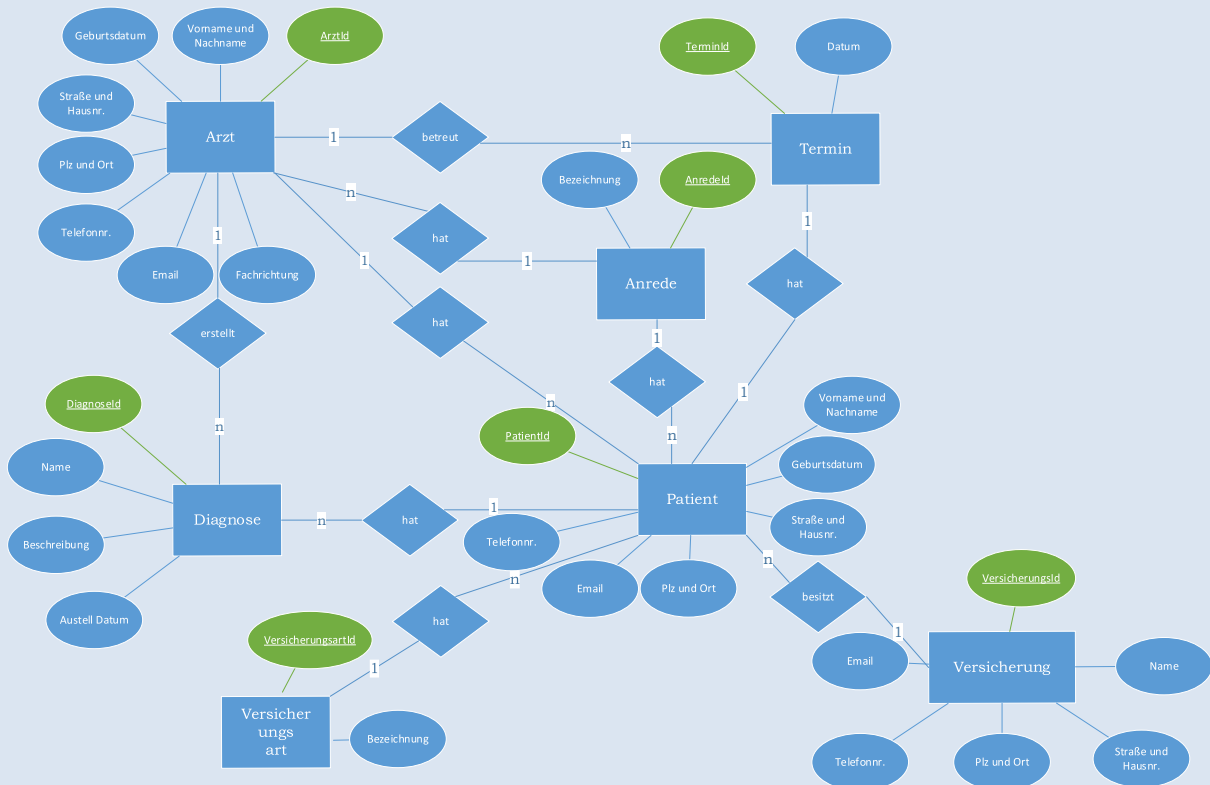 Geburtsdatum
Vorname und
Nachname
ArztId
TerminId
Datum
Straße und
Hausnr.
Arzt
1
betreut
n
Termin
Plz und Ort
Bezeichnung
AnredeId
n
Telefonnr.
1
hat
1
1
Email
Fachrichtung
1
Anrede
hat
hat
erstellt
1
hat
1
DiagnoseId
n
Vorname und
Nachname
n
PatientId
n
Name
Geburtsdatum
Patient
1
Diagnose
n
hat
Straße und
Hausnr.
Beschreibung
Telefonnr.
n
n
Email
Plz und Ort
besitzt
VersicherungsId
Austell Datum
hat
VersicherungsartId
1
Email
Versicherung
Name
1
Versicher
ungs
art
Bezeichnung
Telefonnr.
Plz und Ort
Straße und
Hausnr.